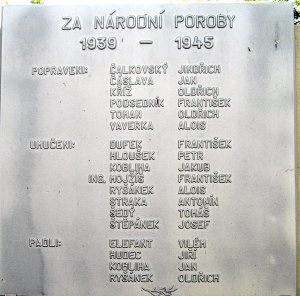 ZA NÁRODNÍ POROBY
1939 – 1945
POPRAVENI: ČALKOVSKÝ JINDŘICH
ČÁSLAVA JAN
KŘÍŽ OLDŘICH
PODSEDNÍK FRANTIŠEK
TOMAN OLDŘICH
VAVERKA ALOIS
UMUČENI: DUFEK FRANTIŠEK
HLOUŠEK PETR
KOBLIHA JAKUB
ING. HOJZIŠ FRANTIŠEK
RYŠÁNEK ALOIS
STRAKA ANTONÍN
ŠEDÝ TOMÁŠ
ŠTĚPÁNEK JOSEF
PADLI: ELEFANT VILÉM
HUDEC JIŘÍ
KOBLIHA JAN
RYŠÁNEK OLDŘICH